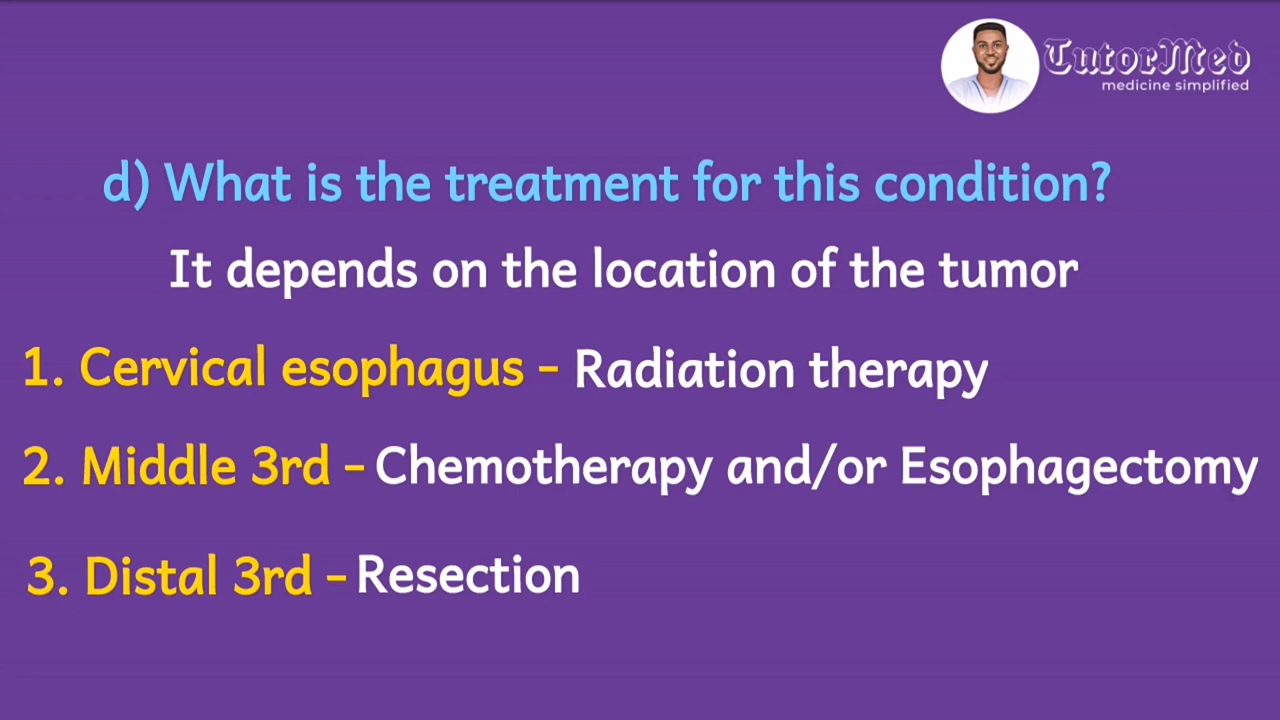 TutorMed
medicine simplified
d) What is the treatment for this condition?
It depends on the location of the tumor
1. Cervical esophagus - Radiation therapy
2. Middle 3rd - Chemotherapy and/or Esophagectomy
3. Distal 3rd - Resection